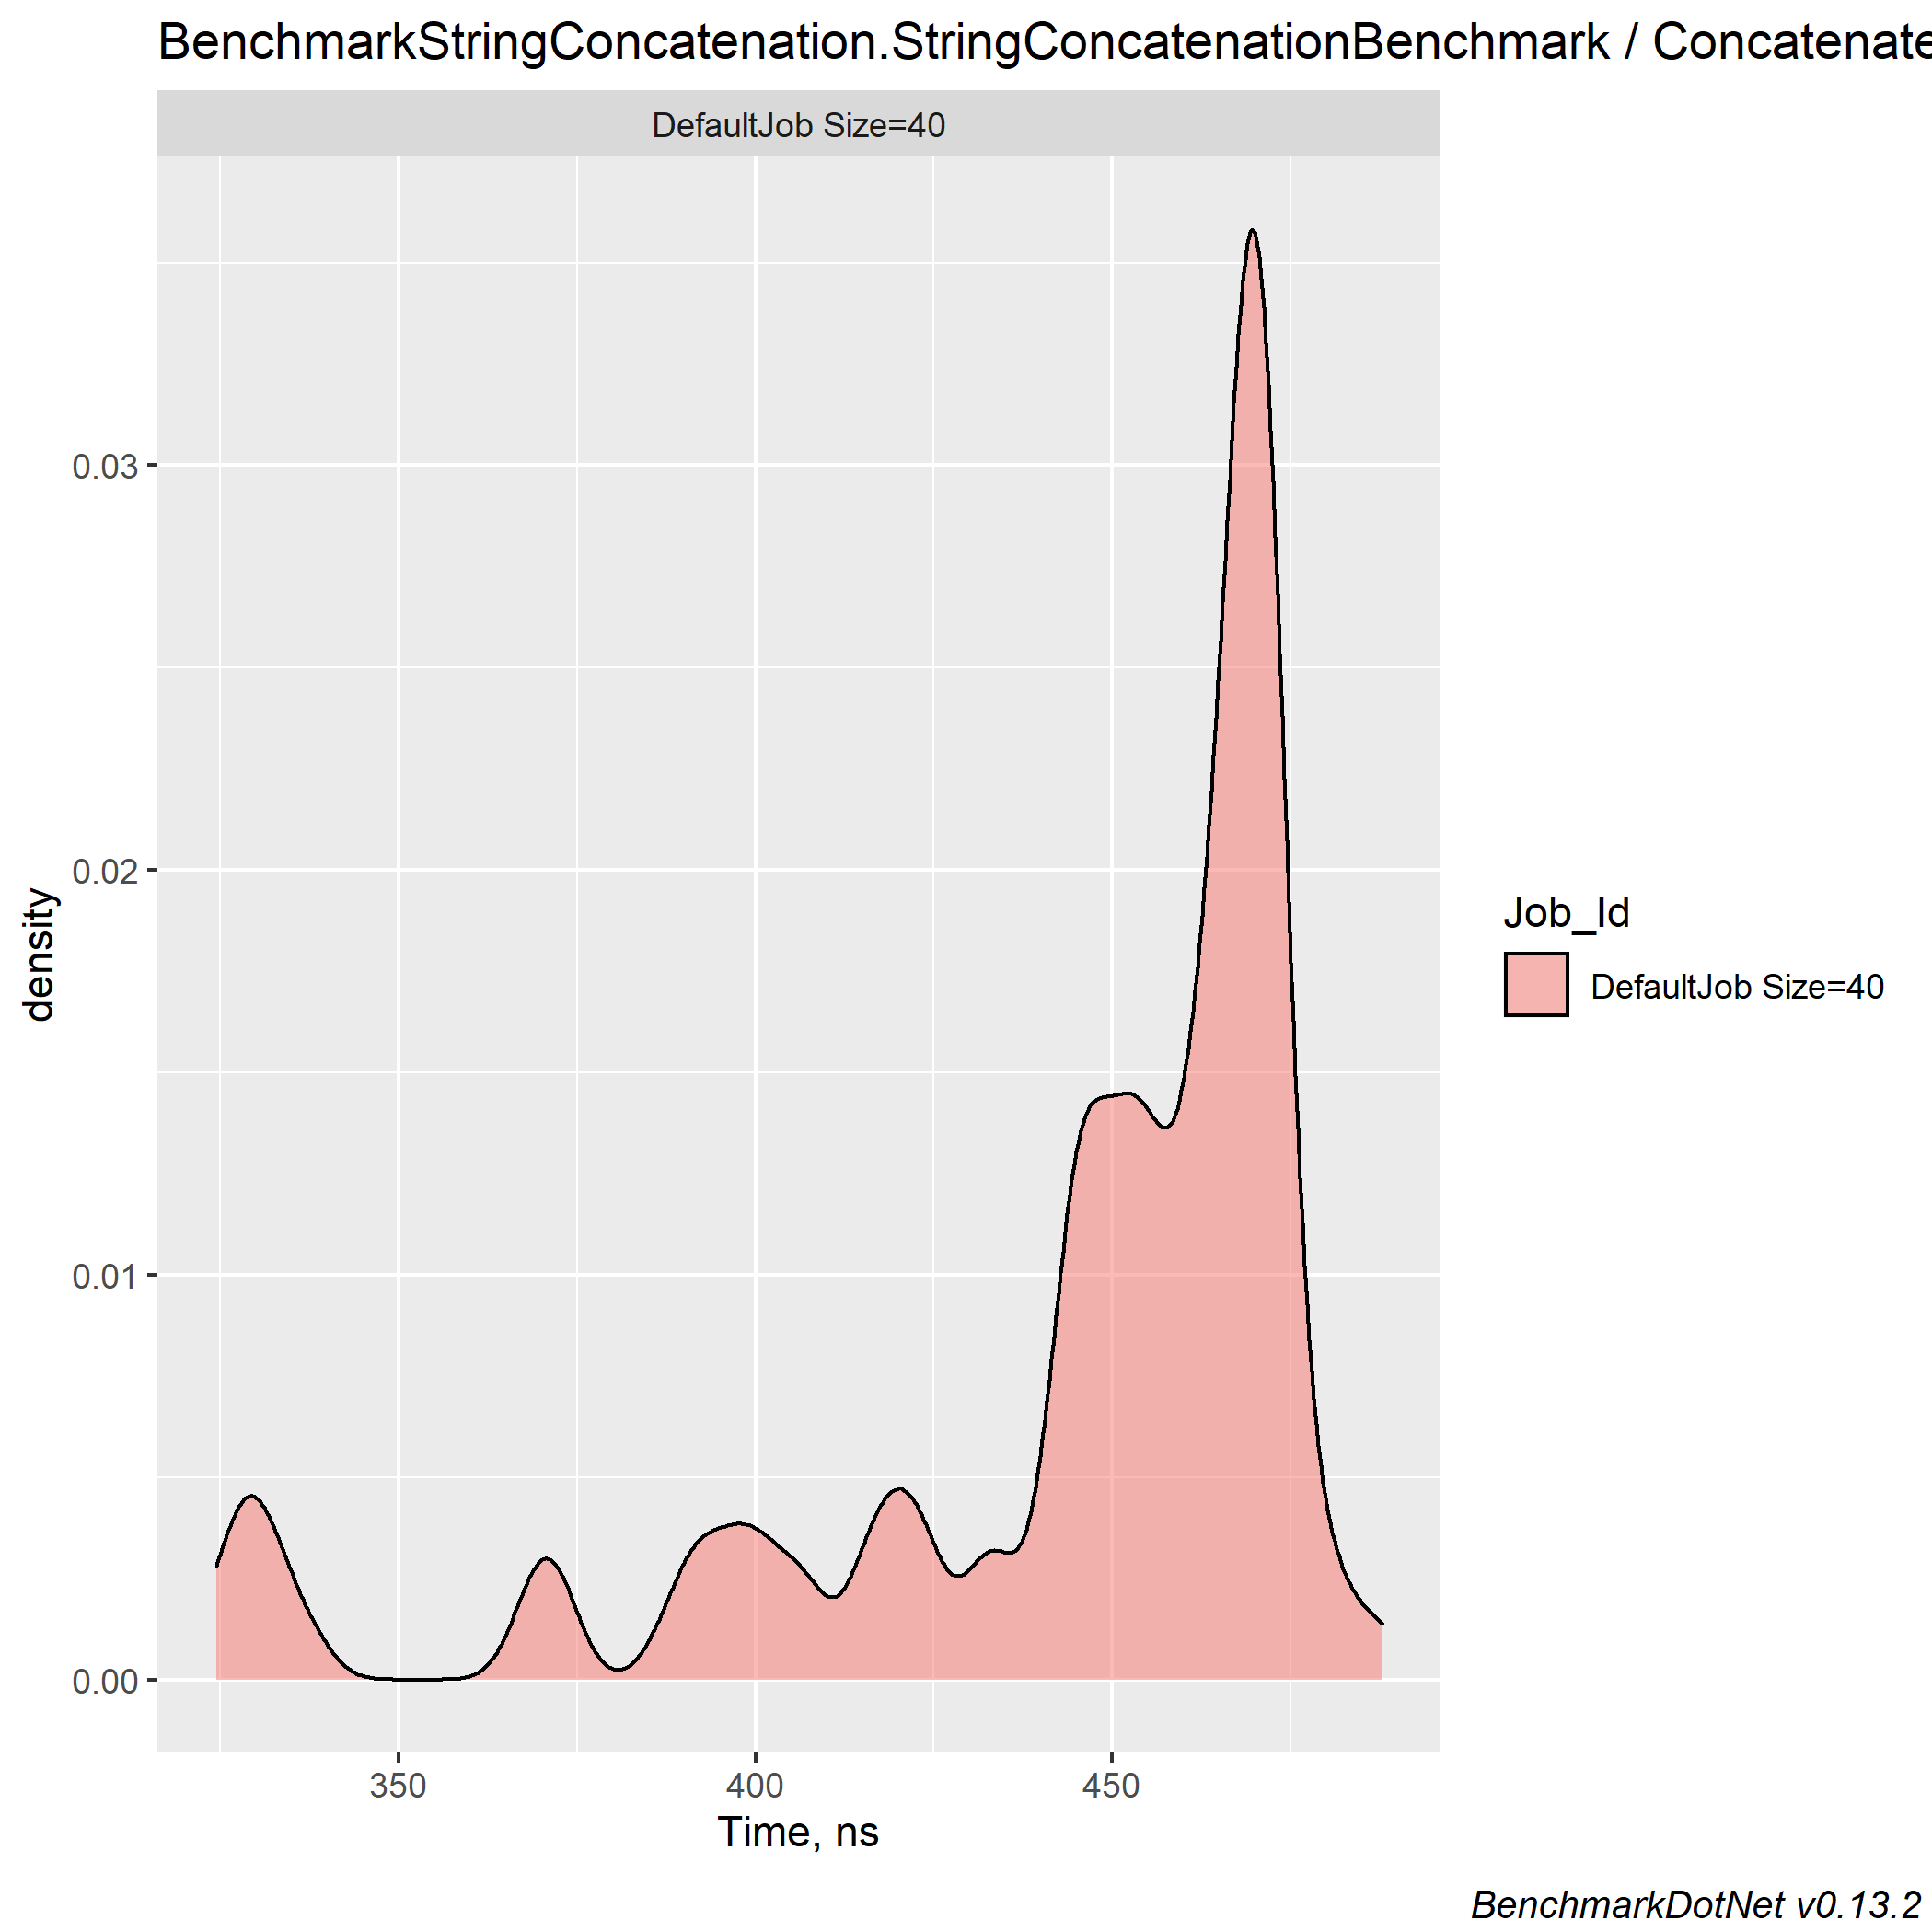 BenchmarkStringConcatenation.StringConcatenationBenchmark / Concatenate
DefaultJob Size=40
density
0.03
0.02
0.01
0.00
350
400
450
Time, ns
Job_Id
DefaultJob Size=40
BenchmarkDotNet v0.13.2